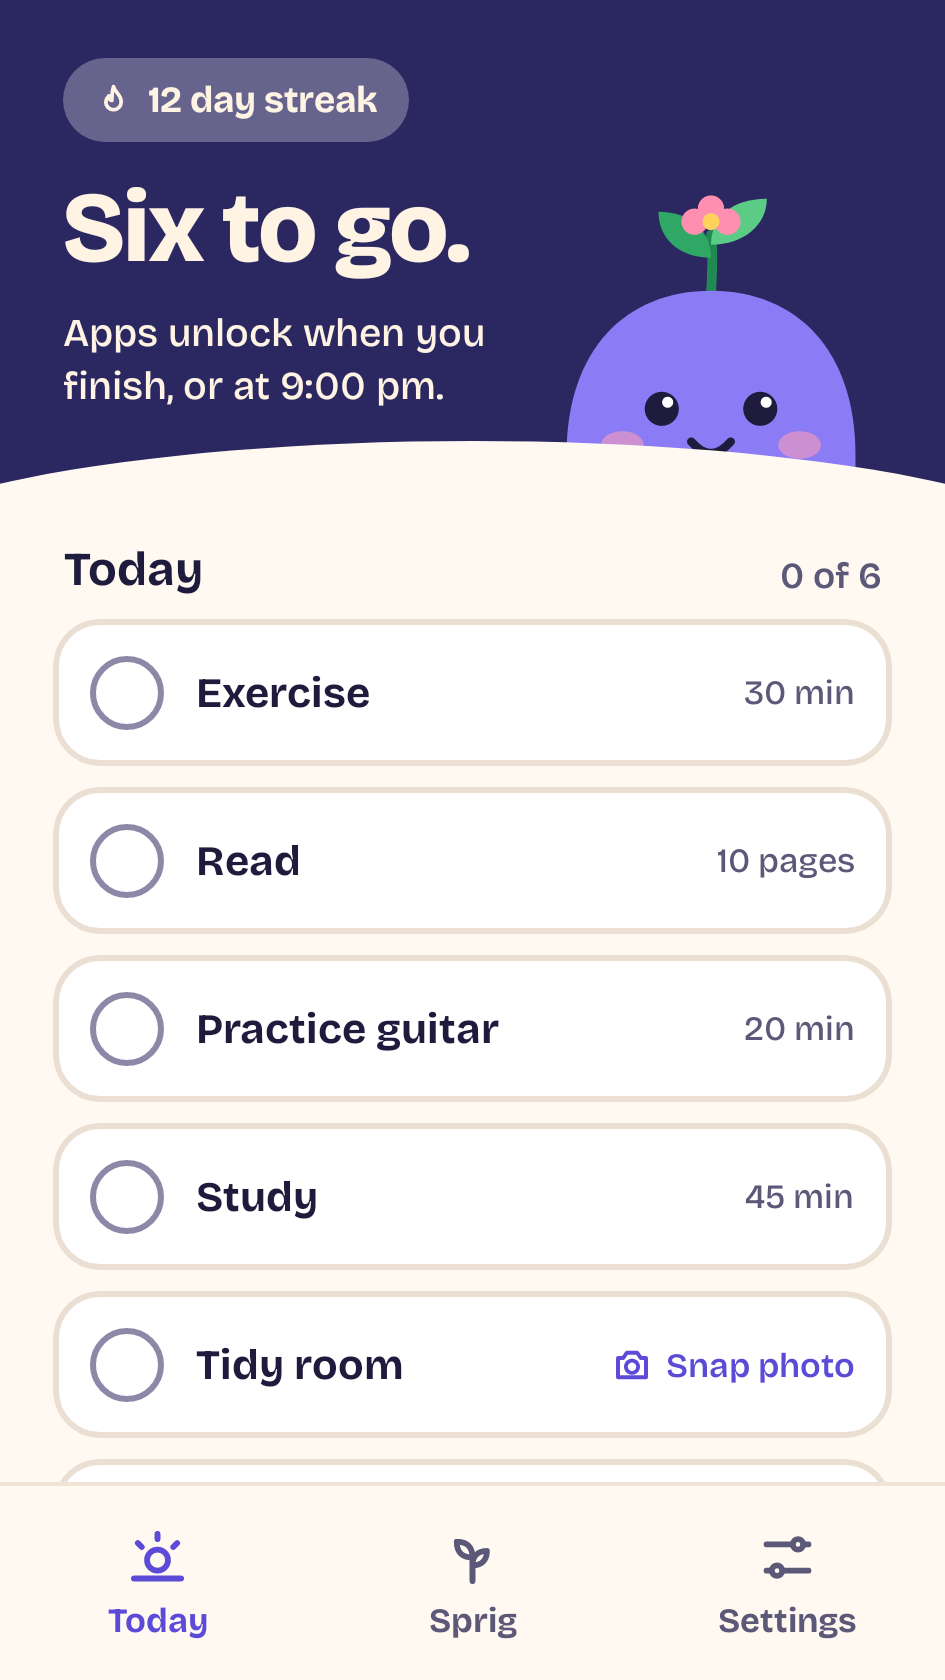 12 day streak
Six to go.
Apps unlock when you
finish, or at 9:00 pm.
Today
0 of 6
Exercise
30 min
Read
10 pages
Practice guitar
20 min
Study
45 min
Tidy room
Snap photo
Today
Sprig
Settings